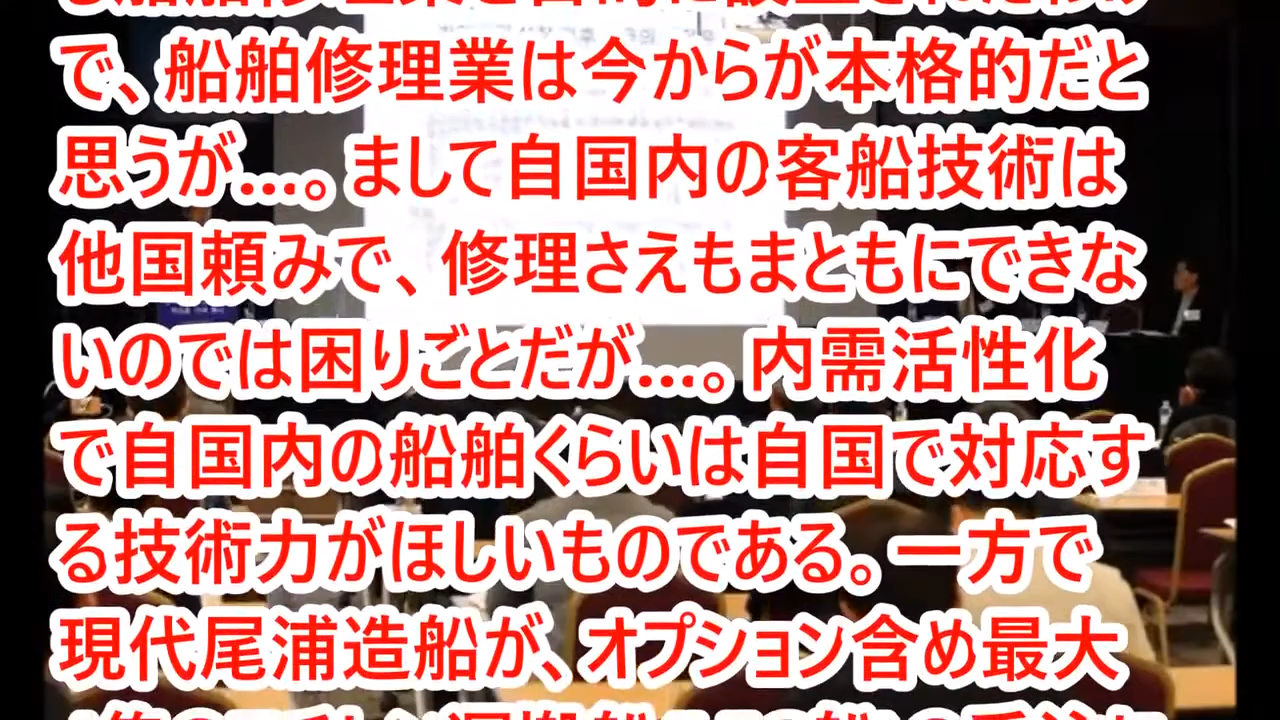 で、船舶修理業は今からが本格的だと
思うが…。まして自国内の客船技術は
他国頼みで、修理さえもまともにできな
いのでは困りごとだが…。内需活性化
で自国内の船舶くらいは自国で対応す
る技術力がほしいものである。一方で
現代尾浦造船が、オプション含め最大